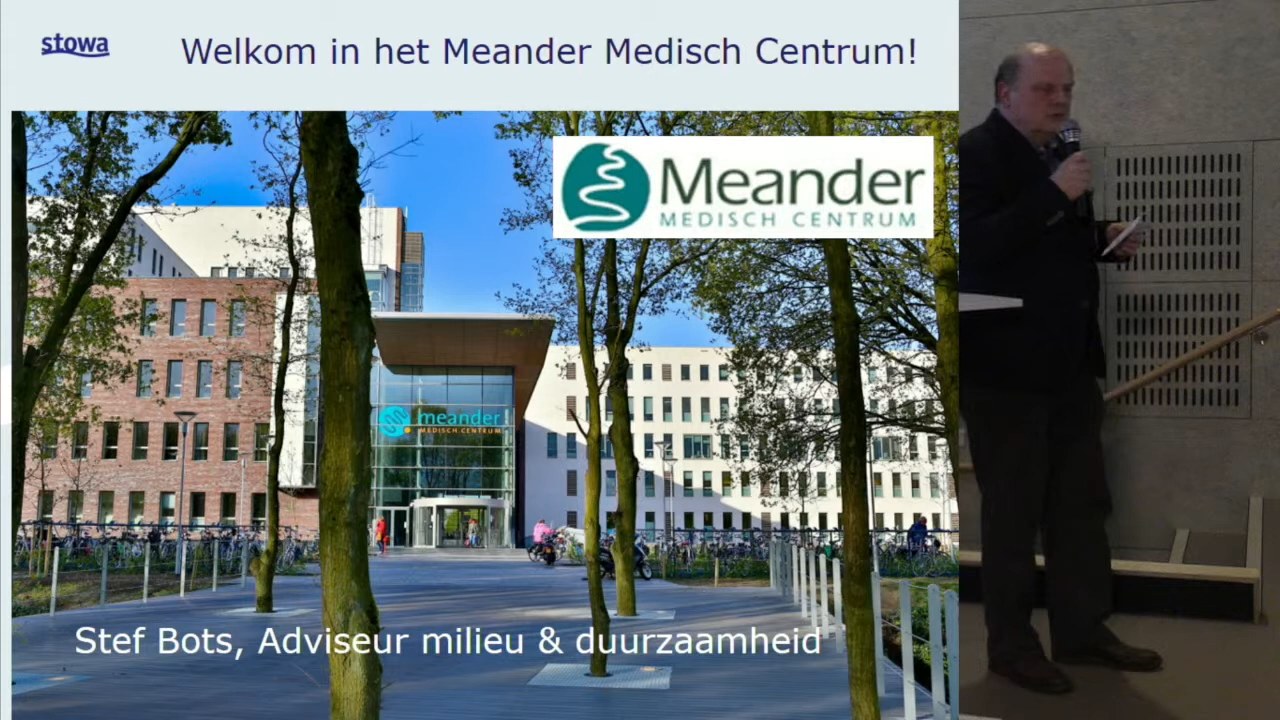 stowa
Welkom in het Meander Medisch Centrum!
Meander
MEDISCH CENTRUM
meander
MEDISCH CENTRUM
Stef Bots, Adviseur milieu & duurzaamheid